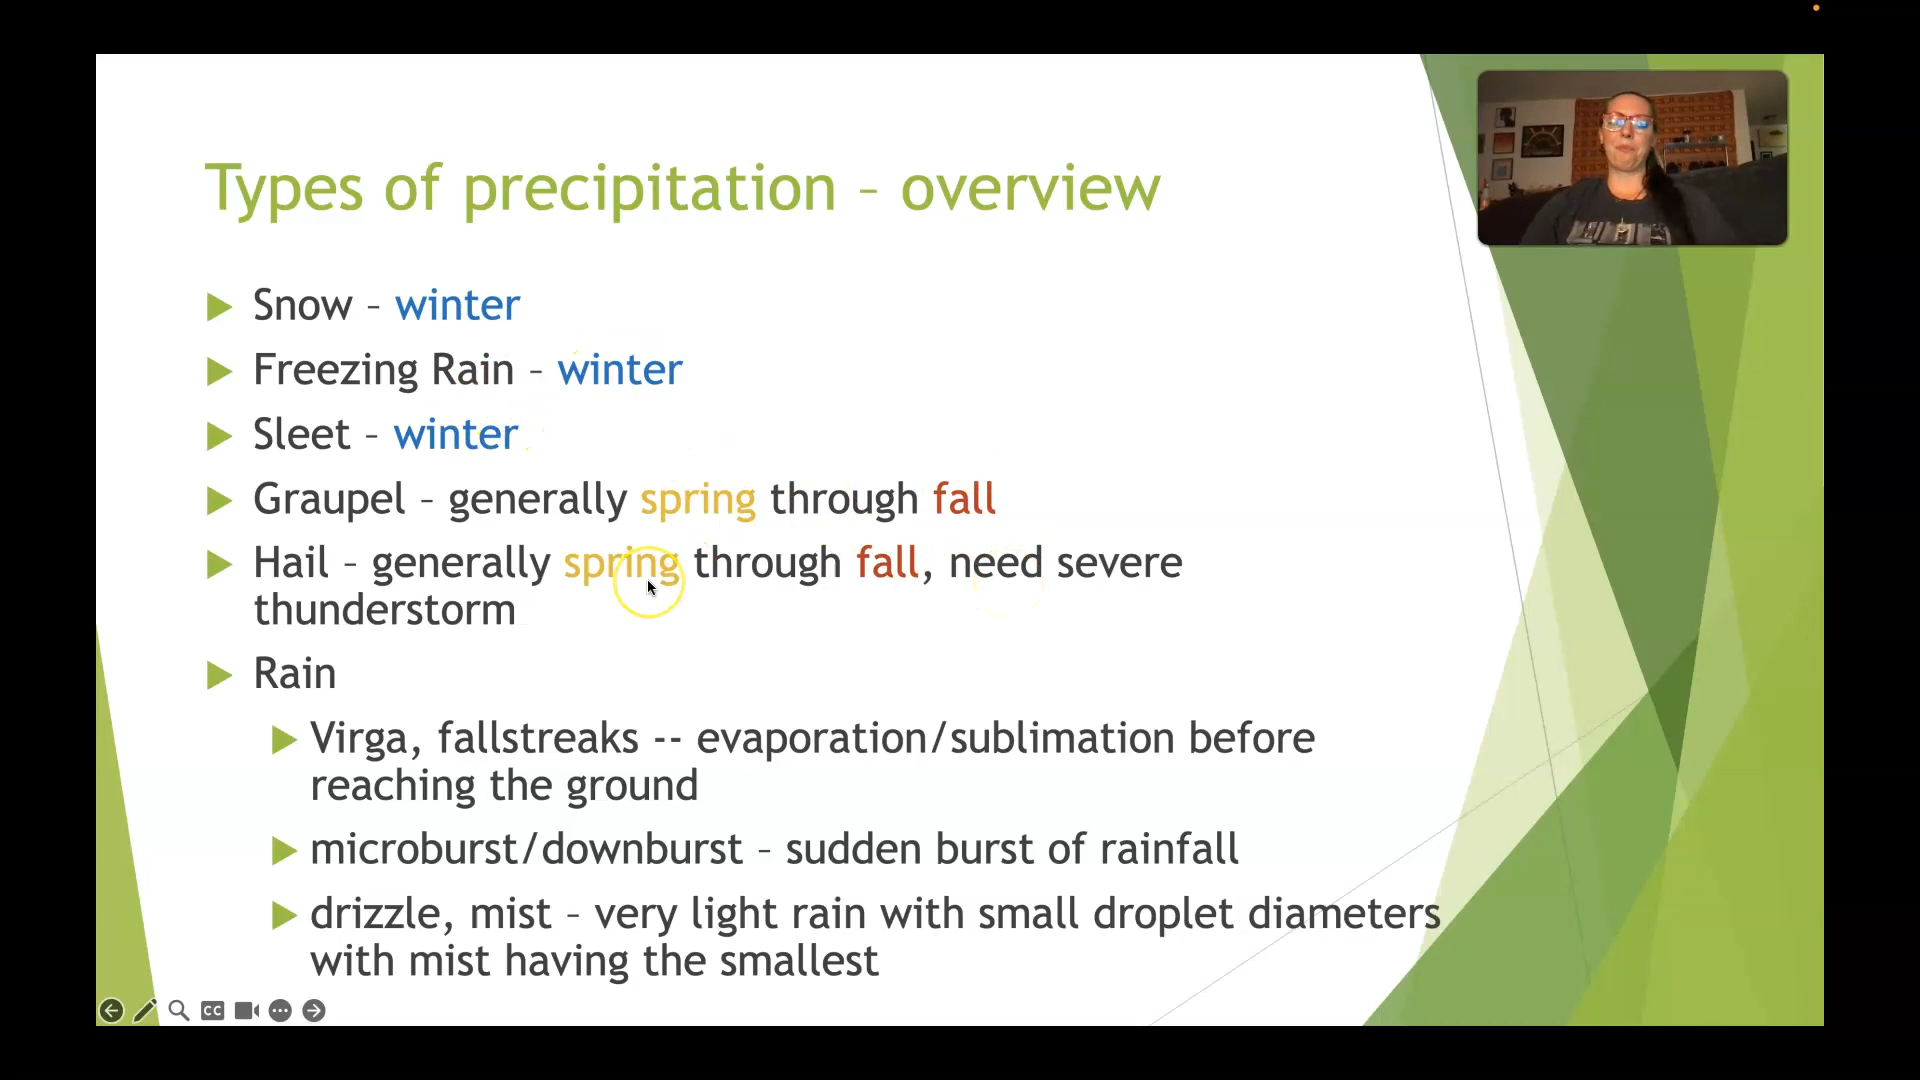 Types of precipitation – overview
Snow – winter
Freezing Rain – winter
Sleet – winter
Graupel – generally spring through fall
Hail – generally spring through fall, need severe
thunderstorm
Rain
Virga, fallstreaks -- evaporation/sublimation before
reaching the ground
microburst/downburst – sudden burst of rainfall
drizzle, mist – very light rain with small droplet diameters
with mist having the smallest
CC